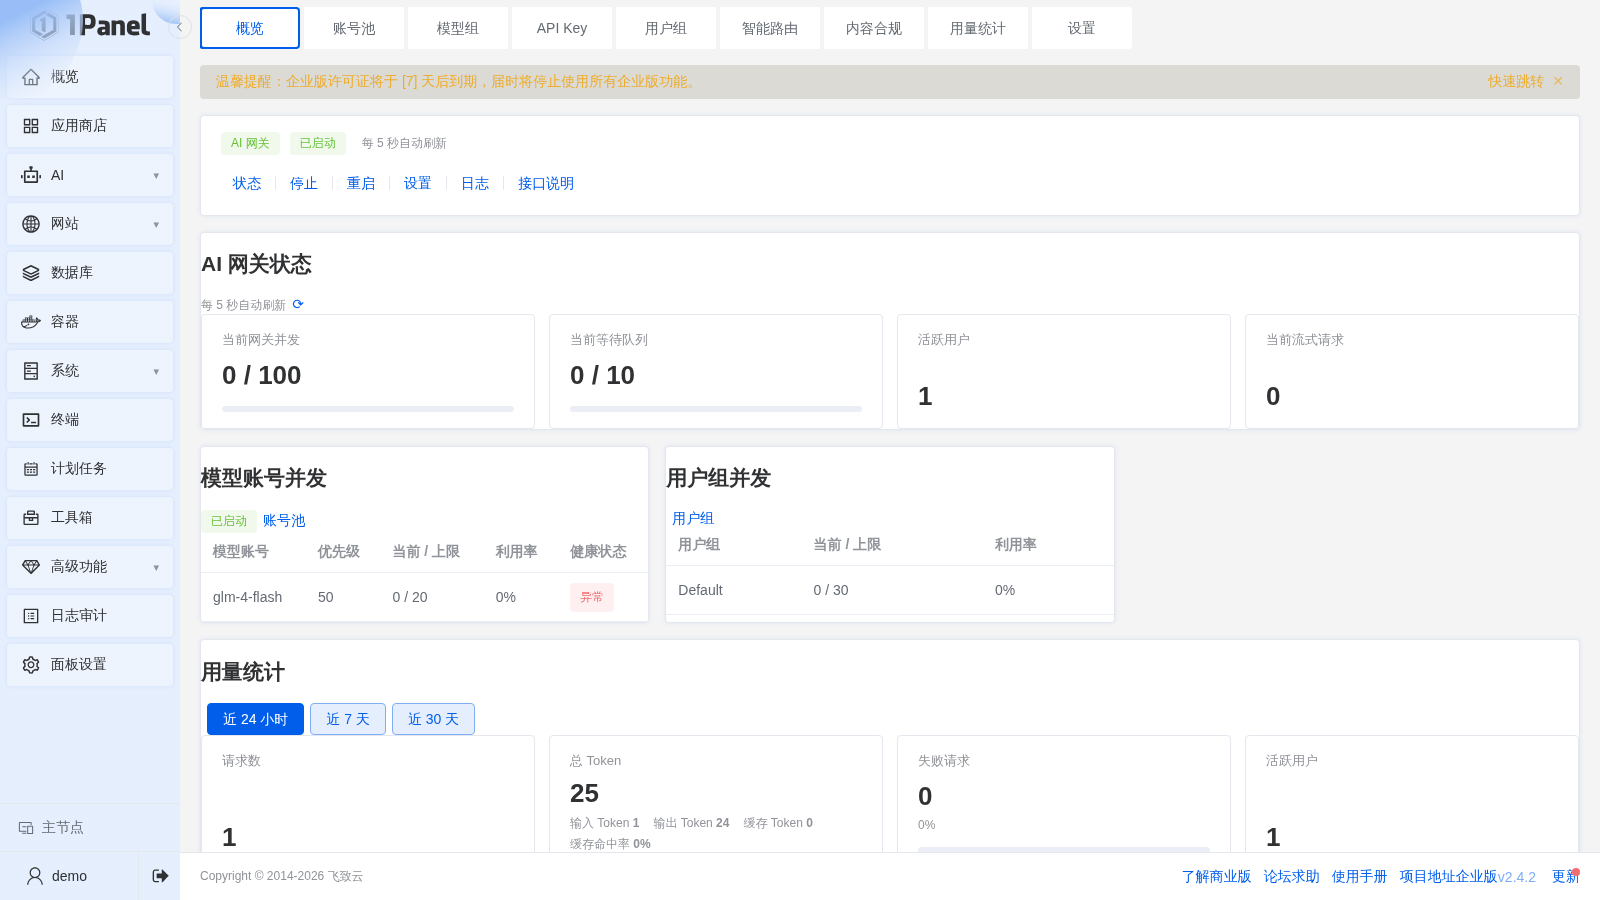 1Panel
概览
应用商店
AI
网站
数据库
容器
系统
终端
计划任务
工具箱
高级功能
日志审计
面板设置
主节点
demo
概览 账号池 模型组 API Key 用户组 智能路由 内容合规 用量统计 设置
温馨提醒：企业版许可证将于 [7] 天后到期，届时将停止使用所有企业版功能。 快速跳转 ×
AI 网关 已启动 每 5 秒自动刷新
状态 停止 重启 设置 日志 接口说明
AI 网关状态
每 5 秒自动刷新
当前网关并发 当前等待队列 活跃用户 当前流式请求
0 / 100 0 / 10 1 0
模型账号并发
已启动 账号池
模型账号 优先级 当前 / 上限 利用率 健康状态
glm-4-flash 50 0 / 20 0% 异常
用户组并发
用户组
用户组 当前 / 上限 利用率
Default 0 / 30 0%
用量统计
近 24 小时 近 7 天 近 30 天
请求数
1
总 Token
25
输入 Token 1 输出 Token 24 缓存 Token 0
缓存命中率 0%
失败请求
0
0%
活跃用户
1
Copyright © 2014-2026 飞致云 了解商业版 论坛求助 使用手册 项目地址 企业版 v2.4.2 更新